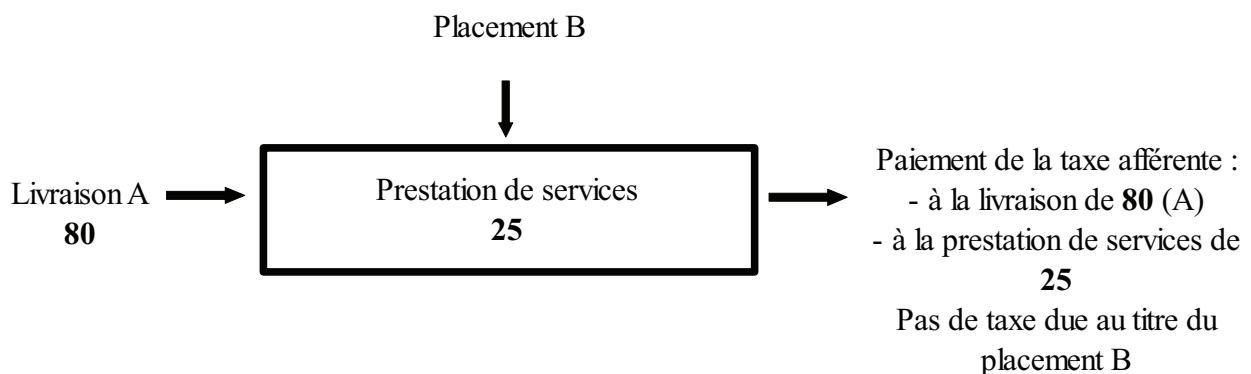 Placement B
Livraison A
80
Prestation de services
25
Paiement de la taxe afférente :
- à la livraison de 80 (A)
- à la prestation de services de
25
Pas de taxe due au titre du
placement B